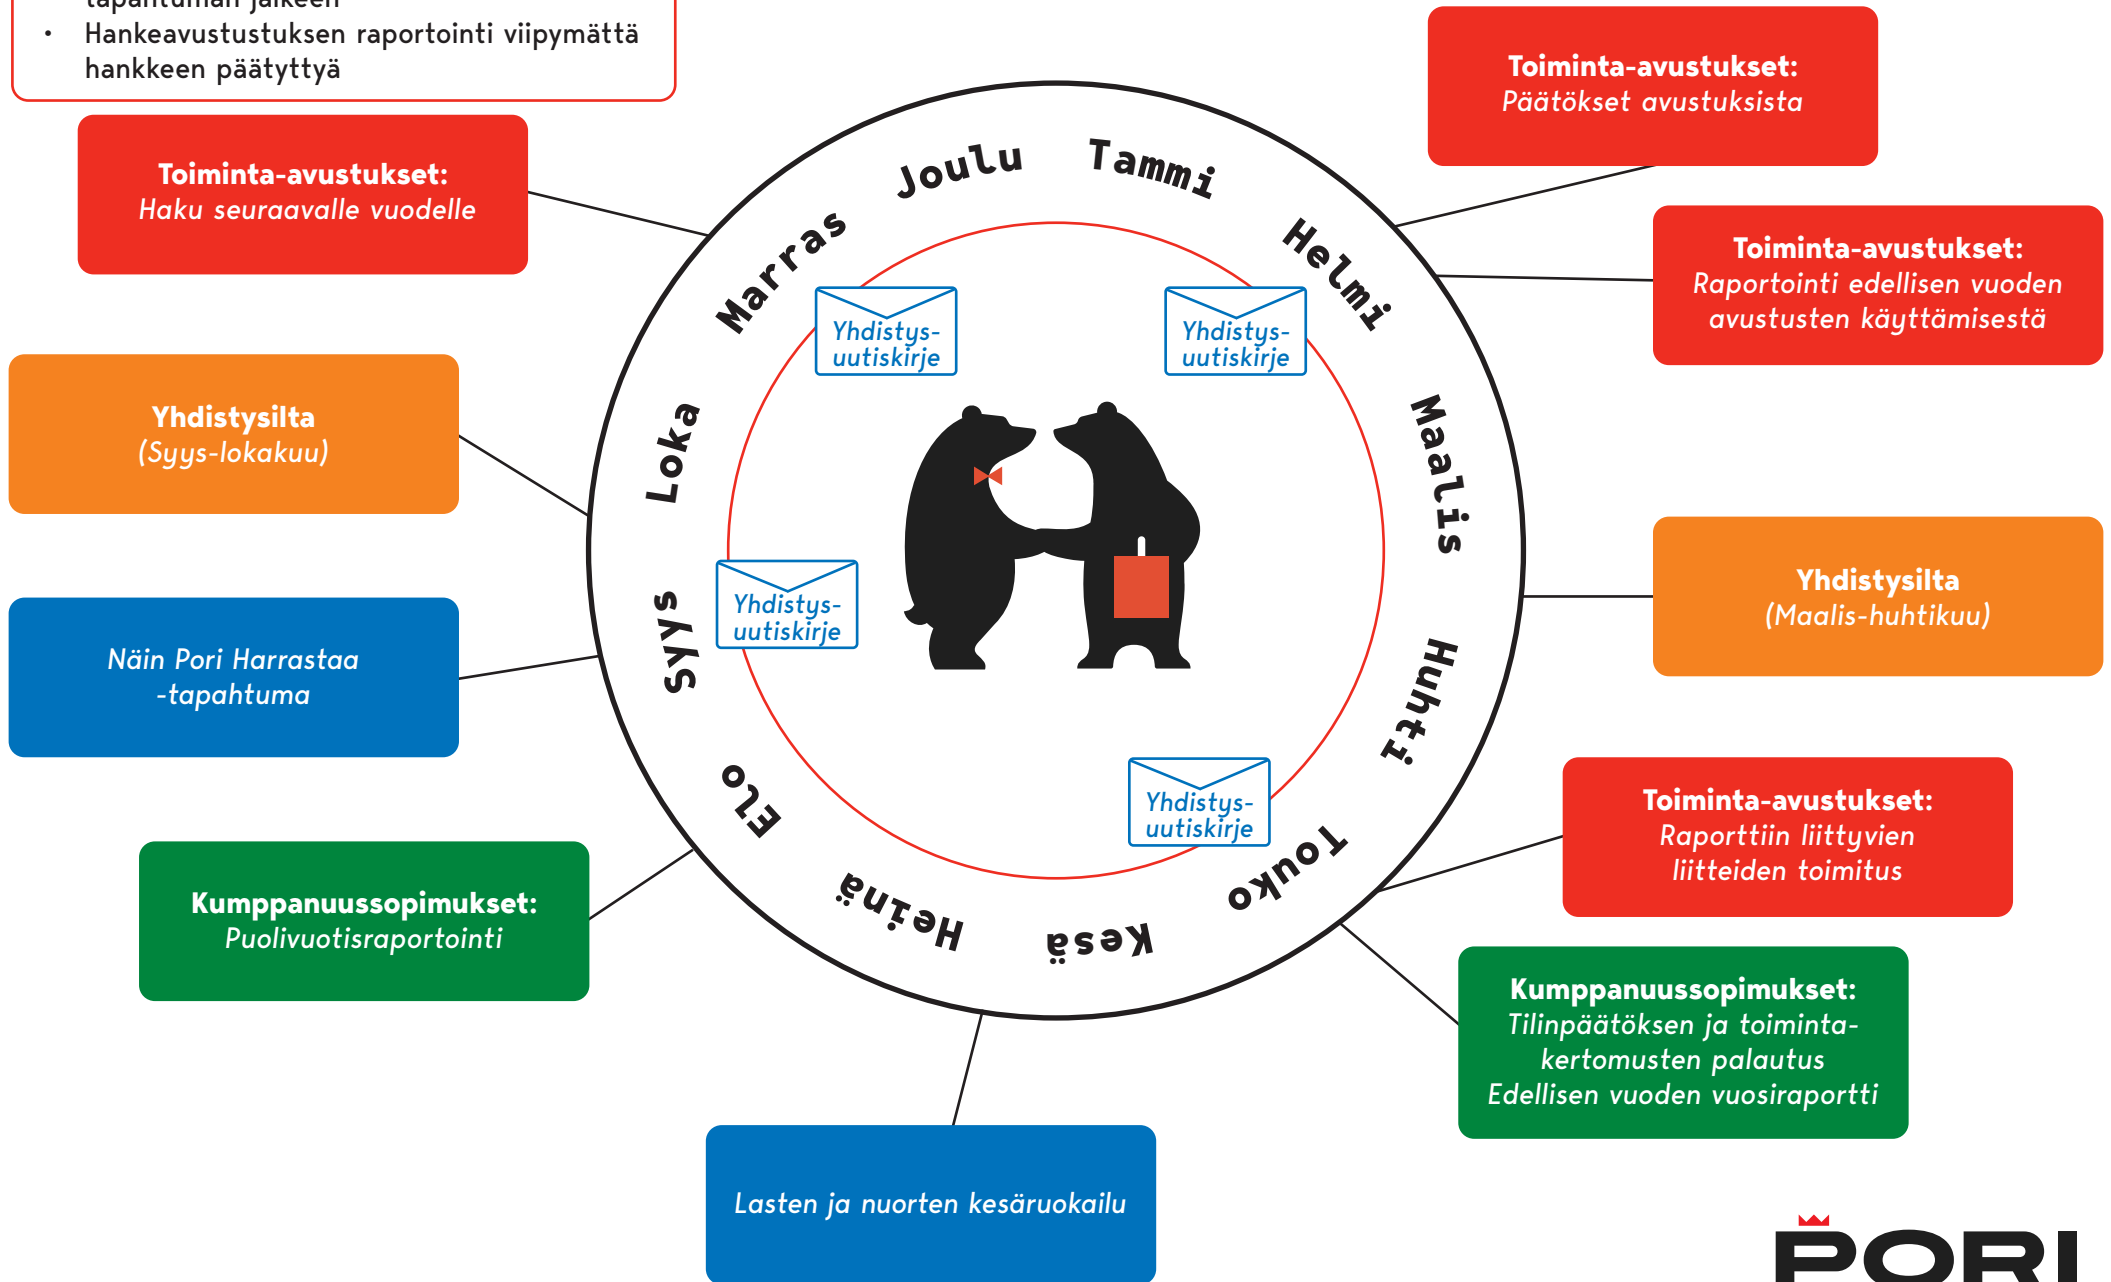 tapahtuman jälkeen
• Hankeavustustuksen raportointi viipymättä
hankkeen päätyttyä
Toiminta-avustukset:
Päätökset avustuksista
Toiminta-avustukset:
Haku seuraavalle vuodelle
Toiminta-avustukset:
Raportointi edellisen vuoden
avustusten käyttämisestä
Tammi
Helmi
Maalis
Huhti
Touko
Kesä
Heinä
Elo
Syys
Loka
Marras
Joulu
Yhdistys-
uutiskirje
Yhdistys-
uutiskirje
Yhdistys-
uutiskirje
Yhdistys-
uutiskirje
Yhdistysilta
(Syys-lokakuu)
Yhdistysilta
(Maalis-huhtikuu)
Näin Pori Harrastaa
-tapahtuma
Toiminta-avustukset:
Raporttiin liittyvien
liitteiden toimitus
Kumppanuussopimukset:
Puolivuotisraportointi
Kumppanuussopimukset:
Tilinpäätöksen ja toiminta-
kertomusten palautus
Edellisen vuoden vuosiraportti
Lasten ja nuorten kesäruokailu
PORI